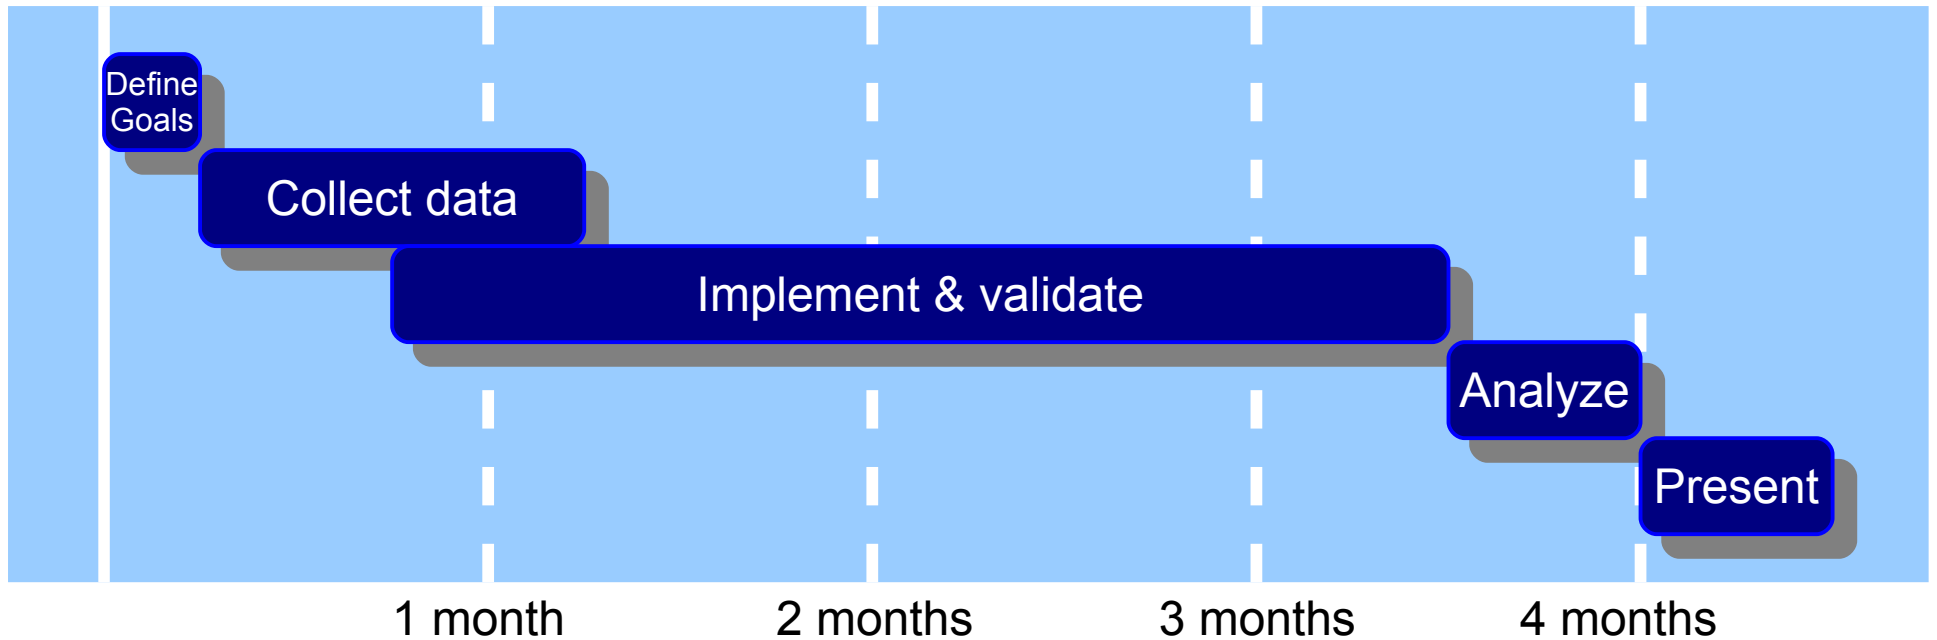 Define
Goals
Collect data
Implement & validate
Analyze
Present
1 month
2 months
3 months
4 months